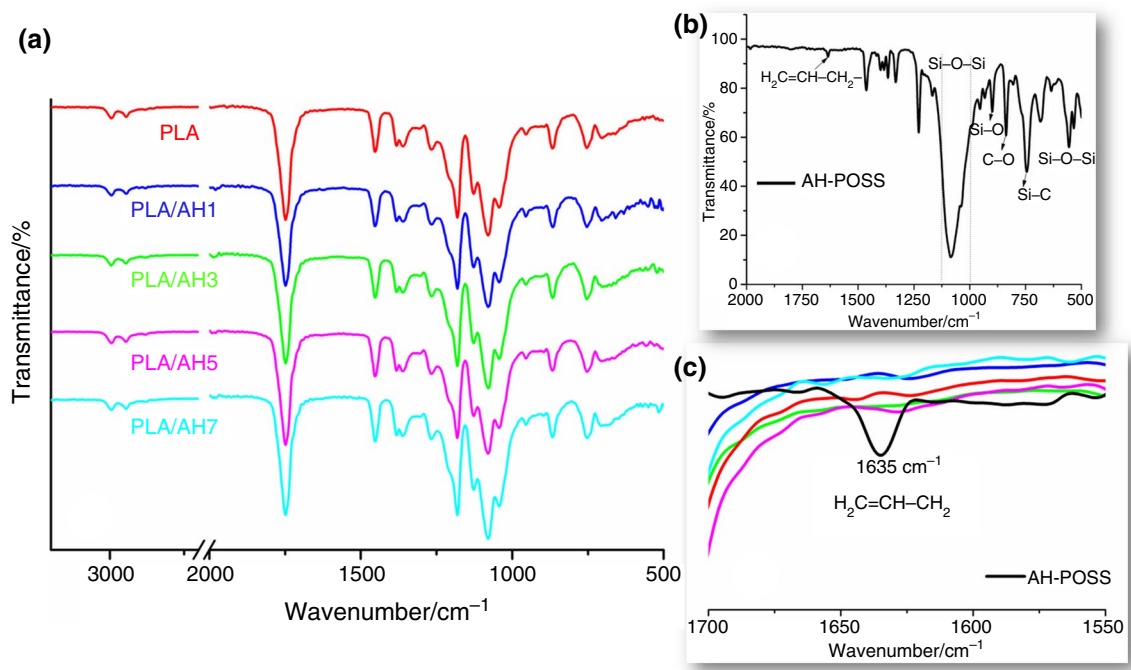 (a)
PLA
PLA/AH1
PLA/AH3
PLA/AH5
PLA/AH7
Transmittance/%
3000 2000 1500 1000 500
Wavenumber/cm⁻¹
(b)
100
80
60
40
20
0
Transmittance/%
H₂C=CH–CH₂–
Si–O–Si
Si–O
C–O
Si–C
Si–O–Si
AH-POSS
2000 1750 1500 1250 1000 750 500
Wavenumber/cm⁻¹
(c)
Transmittance/%
1635 cm⁻¹
H₂C=CH–CH₂
AH-POSS
1700 1650 1600 1550
Wavenumber/cm⁻¹